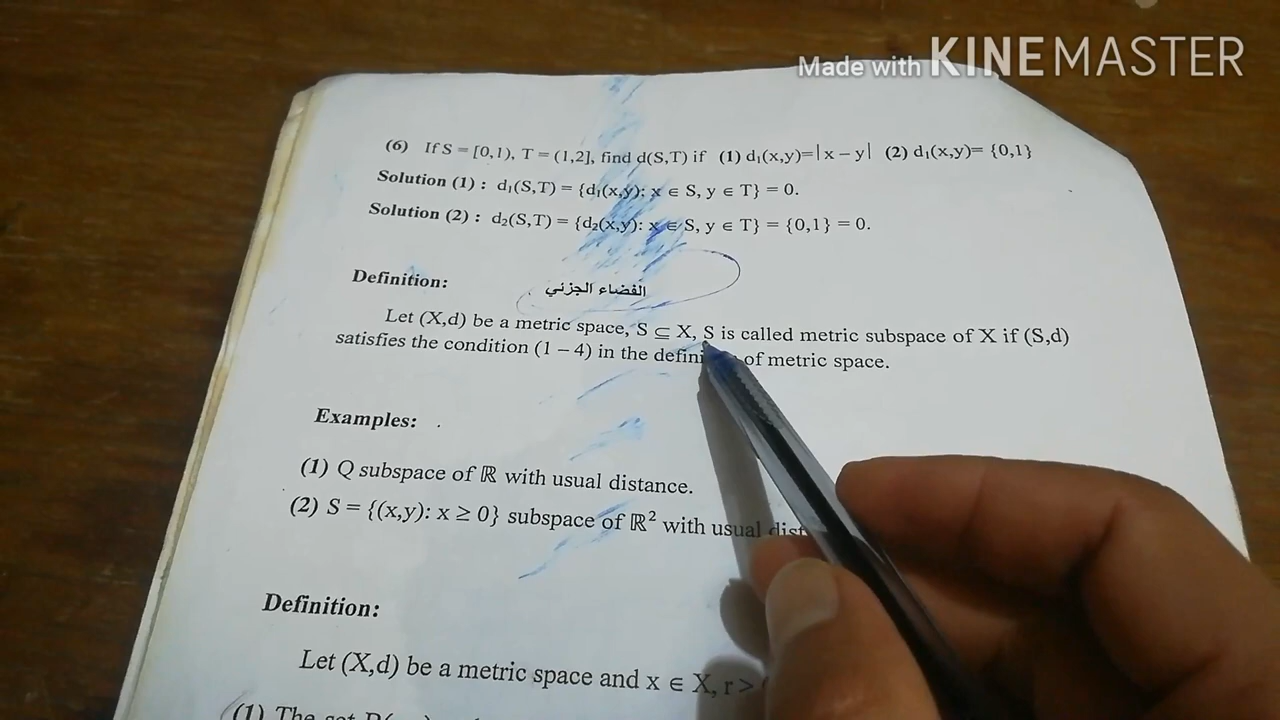 Made with KINEMASTER
(6) If S = [0,1), T = (1,2], find d(S,T) if (1) d₁(x,y)=|x – y| (2) d₁(x,y)= {0,1}
Solution (1) : d₁(S,T) = {d₁(x,y): x ∈ S, y ∈ T} = 0.
Solution (2) : d₂(S,T) = {d₂(x,y): x ∈ S, y ∈ T} = {0,1} = 0.
Definition: الفضاء الجزئي
Let (X,d) be a metric space, S ⊆ X, S is called metric subspace of X if (S,d)
satisfies the condition (1 – 4) in the of metric space.
Examples:
(1) Q subspace of ℝ with usual distance.
(2) S = {(x,y): x ≥ 0} subspace of ℝ² with usual
Definition:
Let (X,d) be a metric space and x ∈ X, r >
(1) The set